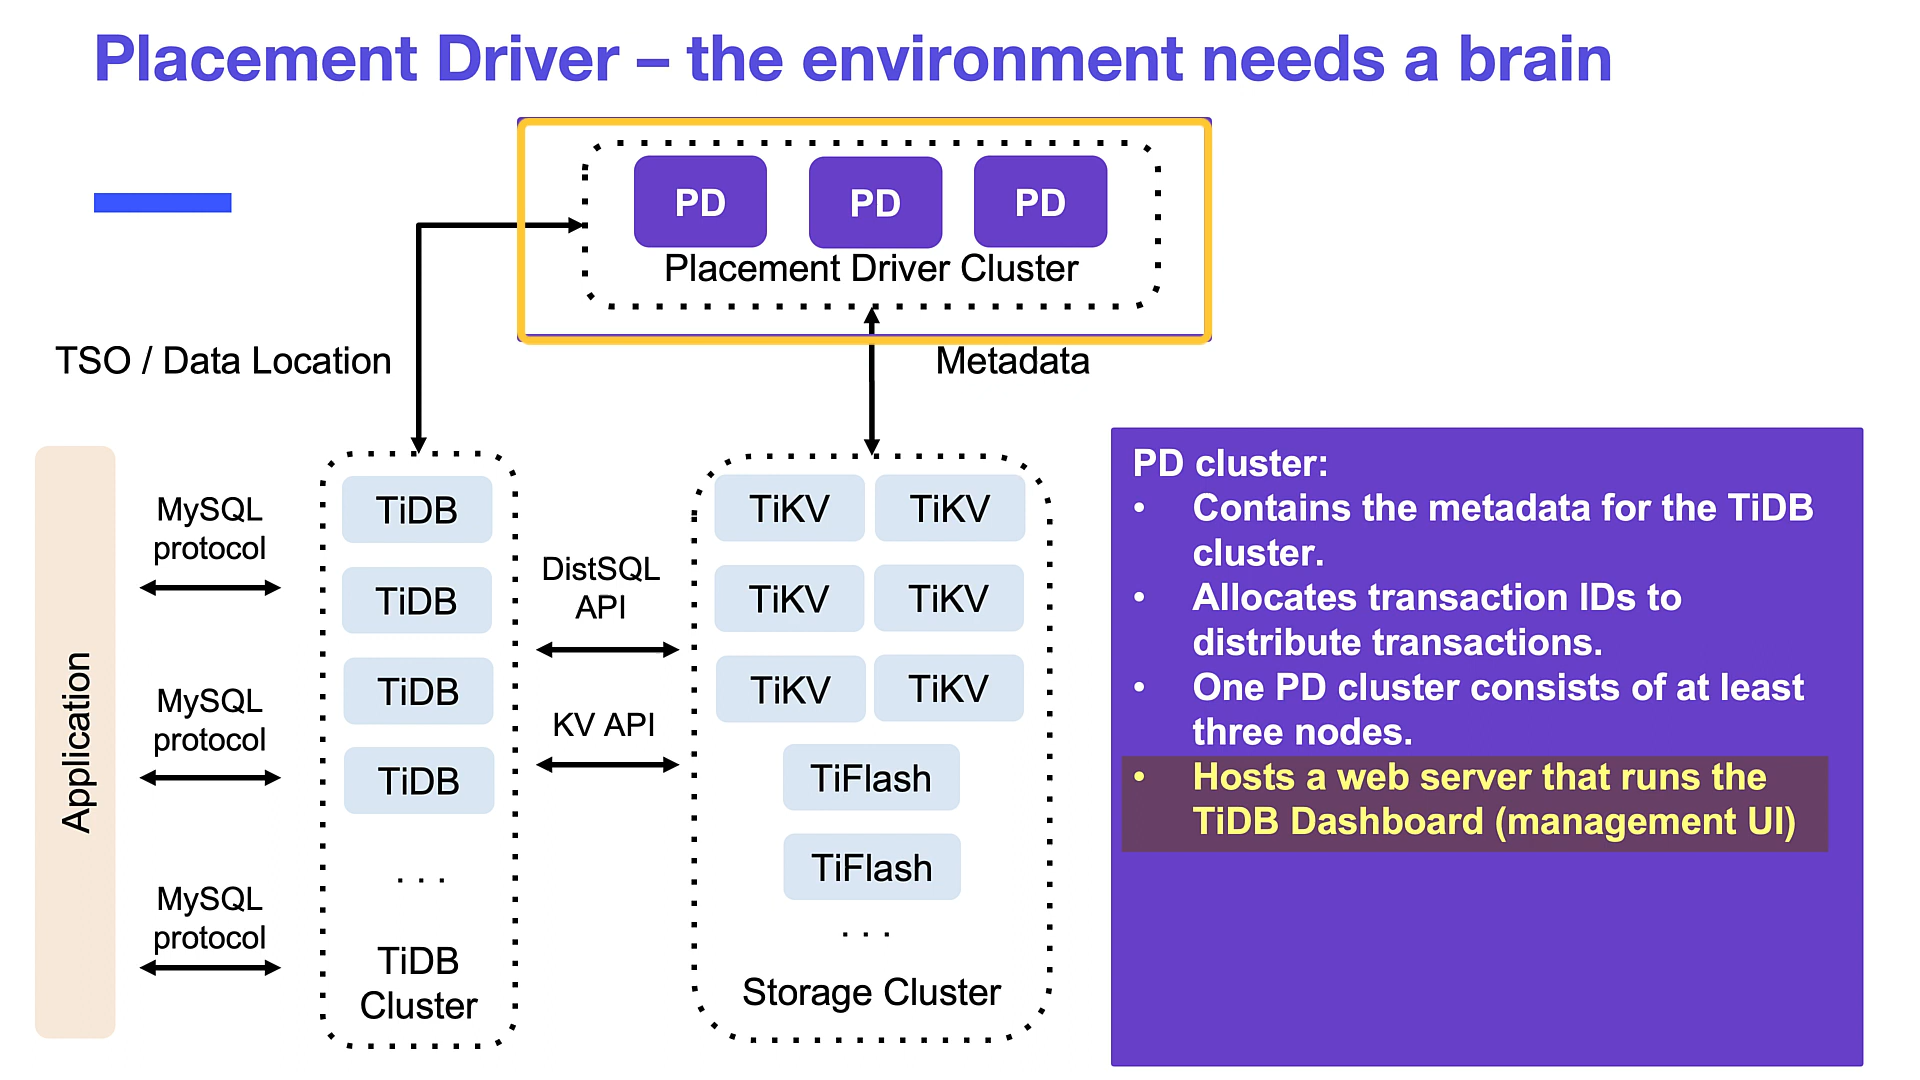 Placement Driver – the environment needs a brain
PD
PD
PD
Placement Driver Cluster
TSO / Data Location
Metadata
Application
MySQL
protocol
MySQL
protocol
MySQL
protocol
TiDB
TiDB
TiDB
TiDB
. . .
TiDB
Cluster
DistSQL
API
KV API
TiKV
TiKV
TiKV
TiKV
TiKV
TiKV
TiFlash
TiFlash
. . .
Storage Cluster
PD cluster:
• Contains the metadata for the TiDB
cluster.
• Allocates transaction IDs to
distribute transactions.
• One PD cluster consists of at least
three nodes.
• Hosts a web server that runs the
TiDB Dashboard (management UI)